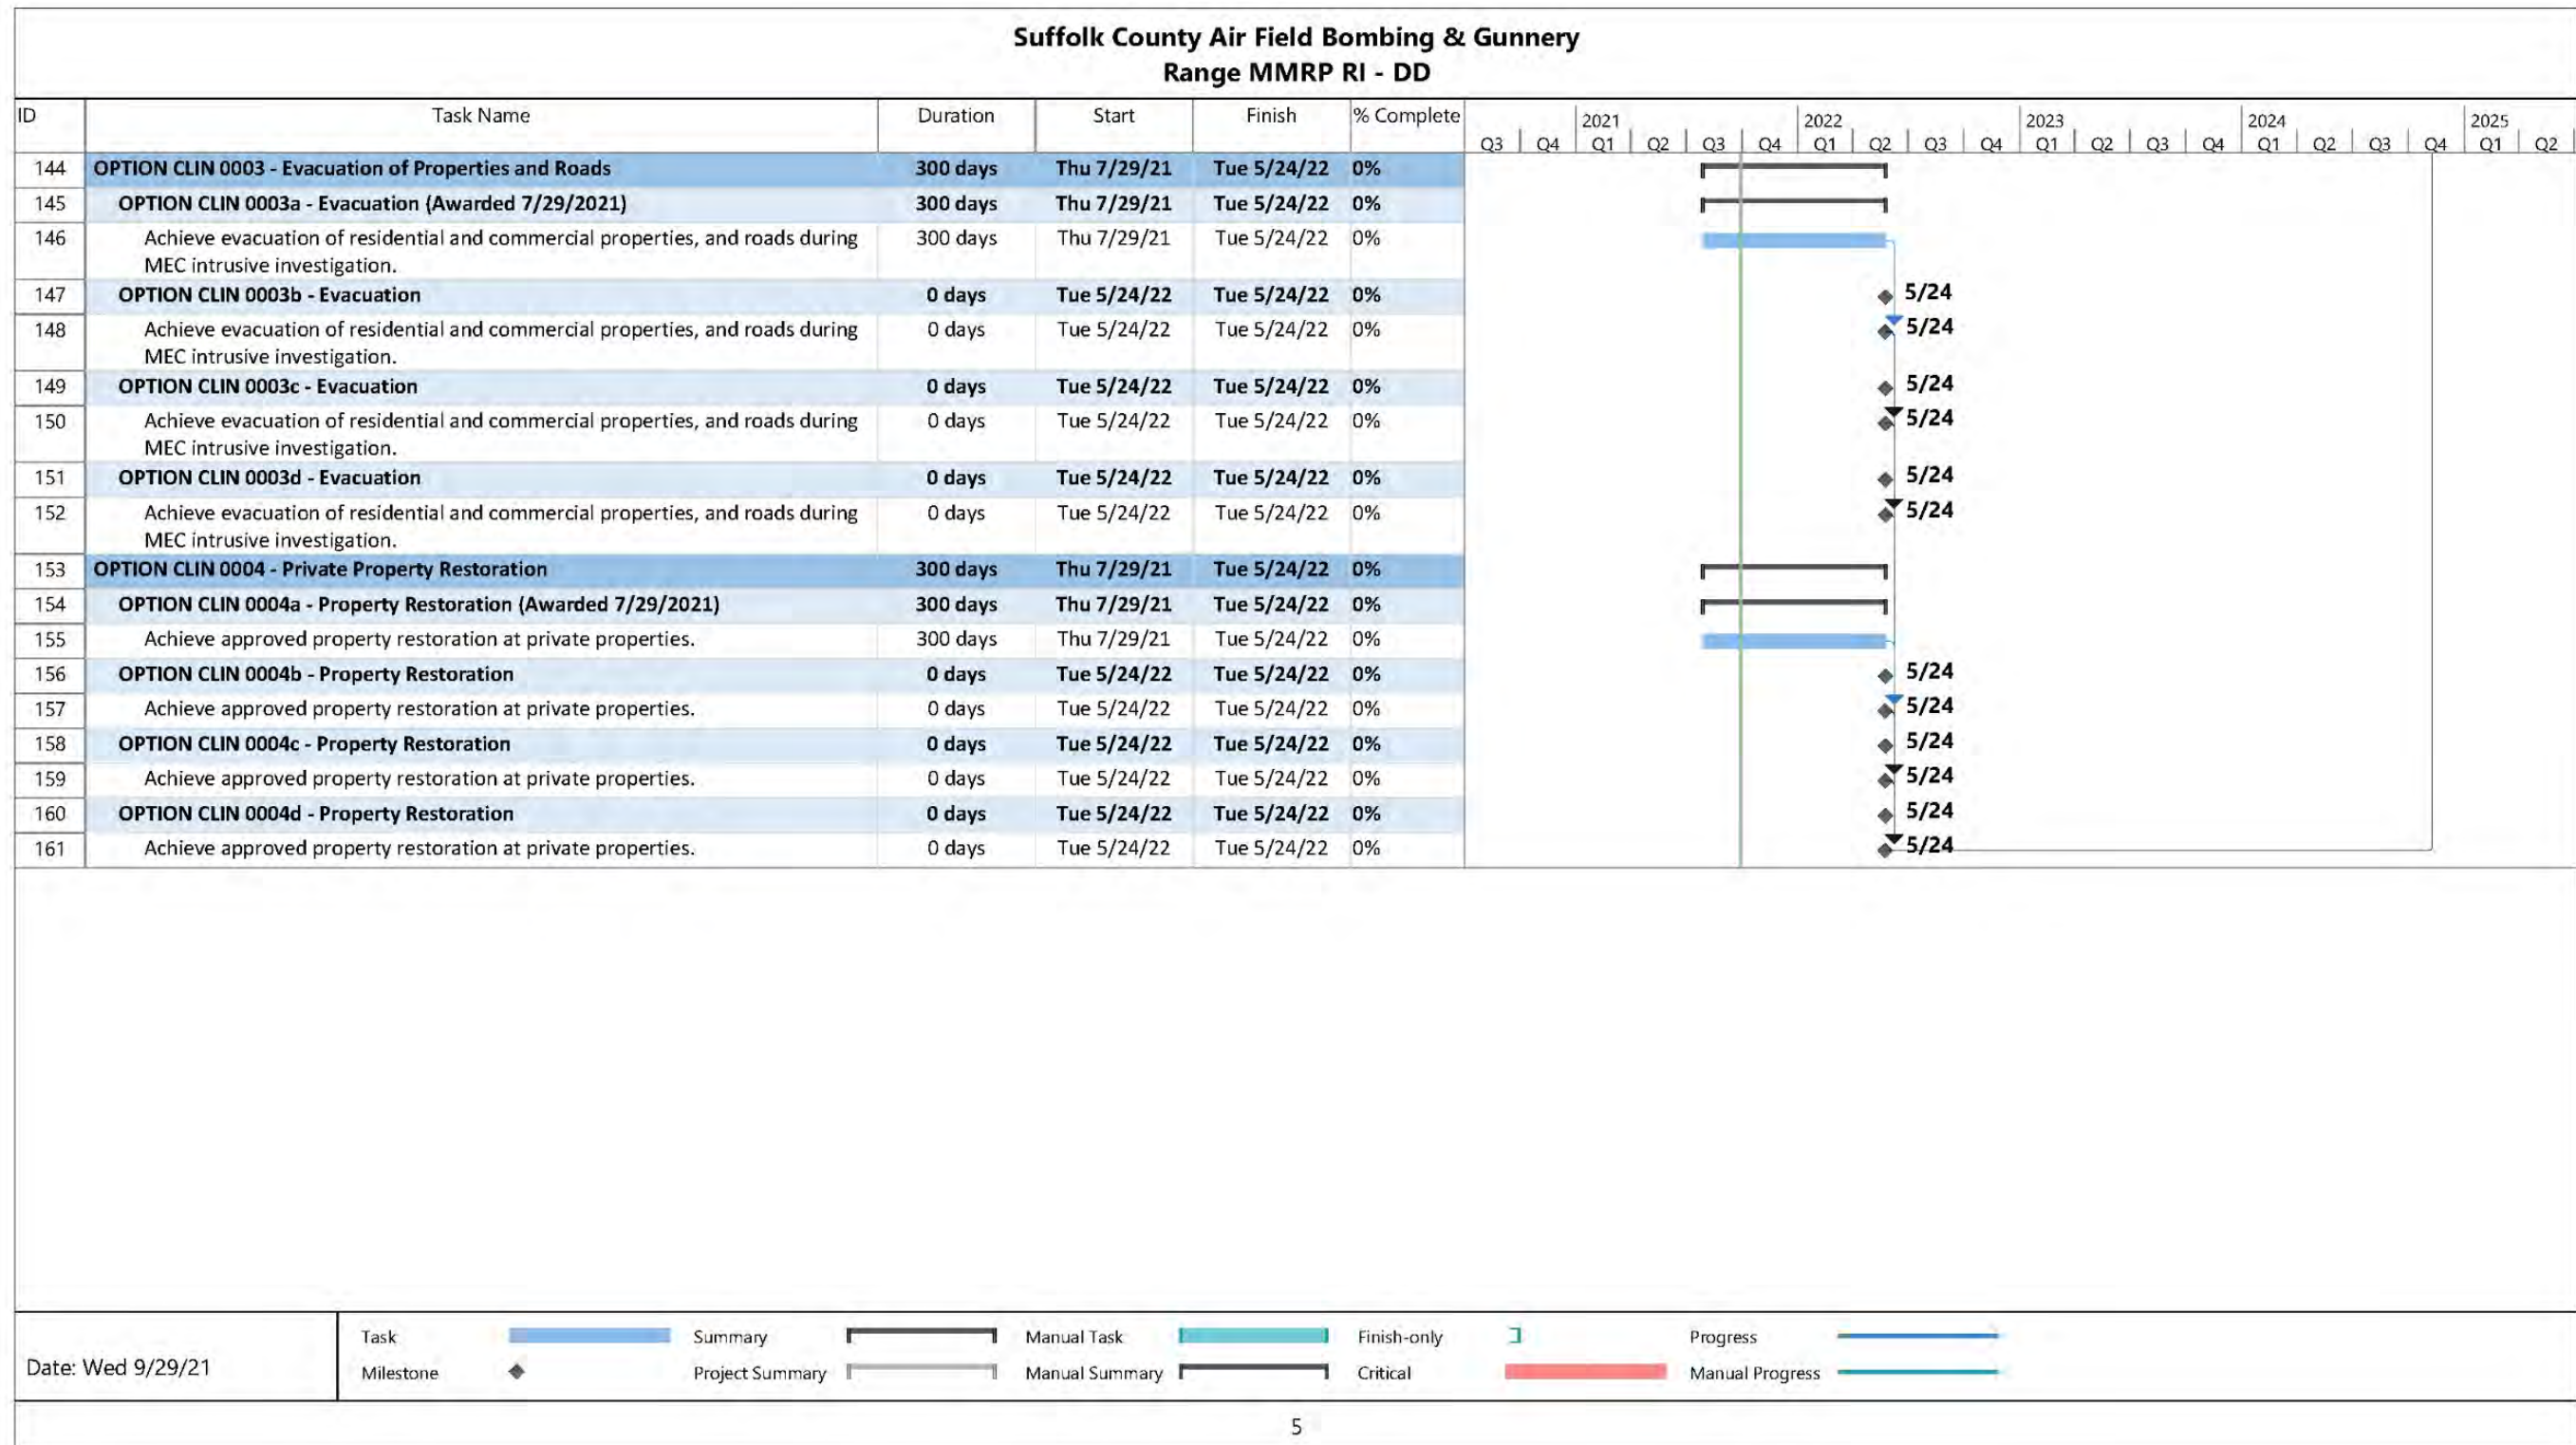 Suffolk County Air Field Bombing & Gunnery
Range MMRP RI - DD
ID Task Name Duration Start Finish % Complete
2021 2022 2023 2024 2025
Q3 Q4 Q1 Q2 Q3 Q4 Q1 Q2 Q3 Q4 Q1 Q2 Q3 Q4 Q1 Q2 Q3 Q4 Q1 Q2
144 OPTION CLIN 0003 - Evacuation of Properties and Roads 300 days Thu 7/29/21 Tue 5/24/22 0%
145 OPTION CLIN 0003a - Evacuation (Awarded 7/29/2021) 300 days Thu 7/29/21 Tue 5/24/22 0%
146 Achieve evacuation of residential and commercial properties, and roads during 300 days Thu 7/29/21 Tue 5/24/22 0%
MEC intrusive investigation.
147 OPTION CLIN 0003b - Evacuation 0 days Tue 5/24/22 Tue 5/24/22 0% 5/24
148 Achieve evacuation of residential and commercial properties, and roads during 0 days Tue 5/24/22 Tue 5/24/22 0% 5/24
MEC intrusive investigation.
149 OPTION CLIN 0003c - Evacuation 0 days Tue 5/24/22 Tue 5/24/22 0% 5/24
150 Achieve evacuation of residential and commercial properties, and roads during 0 days Tue 5/24/22 Tue 5/24/22 0% 5/24
MEC intrusive investigation.
151 OPTION CLIN 0003d - Evacuation 0 days Tue 5/24/22 Tue 5/24/22 0% 5/24
152 Achieve evacuation of residential and commercial properties, and roads during 0 days Tue 5/24/22 Tue 5/24/22 0% 5/24
MEC intrusive investigation.
153 OPTION CLIN 0004 - Private Property Restoration 300 days Thu 7/29/21 Tue 5/24/22 0%
154 OPTION CLIN 0004a - Property Restoration (Awarded 7/29/2021) 300 days Thu 7/29/21 Tue 5/24/22 0%
155 Achieve approved property restoration at private properties. 300 days Thu 7/29/21 Tue 5/24/22 0%
156 OPTION CLIN 0004b - Property Restoration 0 days Tue 5/24/22 Tue 5/24/22 0% 5/24
157 Achieve approved property restoration at private properties. 0 days Tue 5/24/22 Tue 5/24/22 0% 5/24
158 OPTION CLIN 0004c - Property Restoration 0 days Tue 5/24/22 Tue 5/24/22 0% 5/24
159 Achieve approved property restoration at private properties. 0 days Tue 5/24/22 Tue 5/24/22 0% 5/24
160 OPTION CLIN 0004d - Property Restoration 0 days Tue 5/24/22 Tue 5/24/22 0% 5/24
161 Achieve approved property restoration at private properties. 0 days Tue 5/24/22 Tue 5/24/22 0% 5/24
Date: Wed 9/29/21
Task Summary Manual Task Finish-only Progress
Milestone Project Summary Manual Summary Critical Manual Progress
5